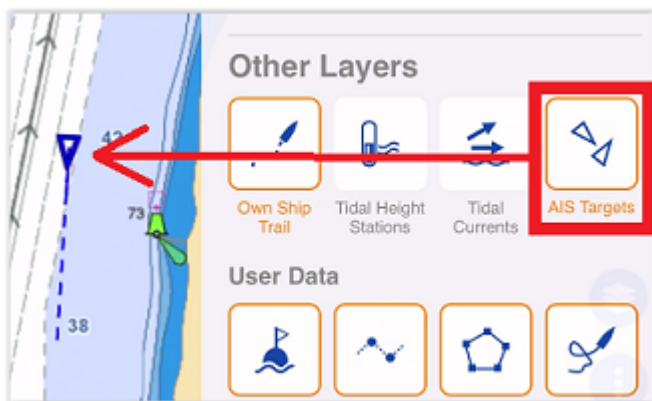 Other Layers
42
73
38
Own Ship
Trail
Tidal Height
Stations
Tidal
Currents
AIS Targets
User Data